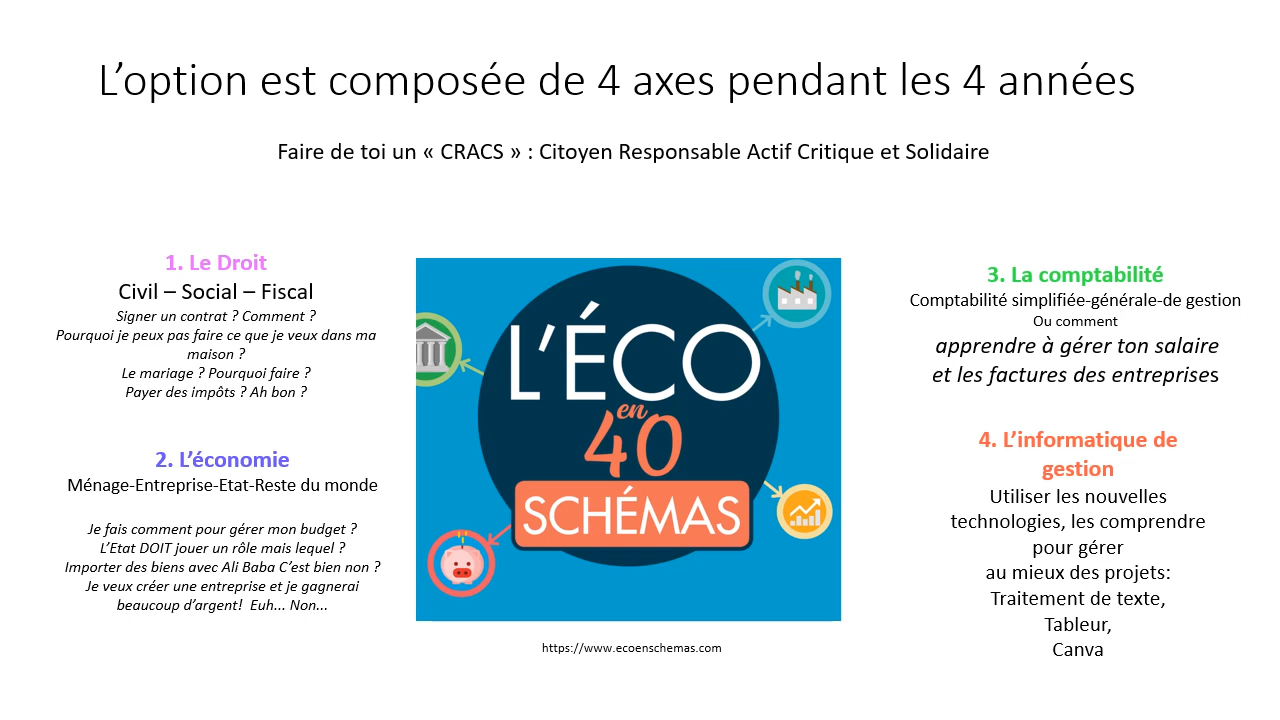 L’option est composée de 4 axes pendant les 4 années
Faire de toi un « CRACS » : Citoyen Responsable Actif Critique et Solidaire
1. Le Droit
Civil – Social – Fiscal
Signer un contrat ? Comment ?
Pourquoi je peux pas faire ce que je veux dans ma
maison ?
Le mariage ? Pourquoi faire ?
Payer des impôts ? Ah bon ?
2. L’économie
Ménage-Entreprise-Etat-Reste du monde
Je fais comment pour gérer mon budget ?
L’Etat DOIT jouer un rôle mais lequel ?
Importer des biens avec Ali Baba C’est bien non ?
Je veux créer une entreprise et je gagnerai
beaucoup d’argent! Euh... Non...
L’ÉCO
en
40
SCHÉMAS
https://www.ecoenschemas.com
3. La comptabilité
Comptabilité simplifiée-générale-de gestion
Ou comment
apprendre à gérer ton salaire
et les factures des entreprises
4. L’informatique de
gestion
Utiliser les nouvelles
technologies, les comprendre
pour gérer
au mieux des projets:
Traitement de texte,
Tableur,
Canva